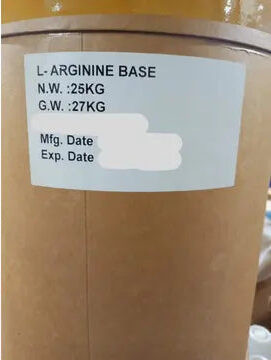 L- ARGININE BASE
N.W. :25KG
G.W. :27KG
Mfg. Date
Exp. Date